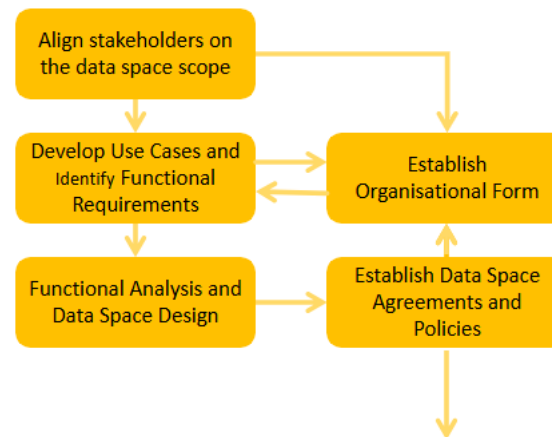 Align stakeholders on
the data space scope
Develop Use Cases and
Identify Functional
Requirements
Establish
Organisational Form
Functional Analysis and
Data Space Design
Establish Data Space
Agreements and
Policies